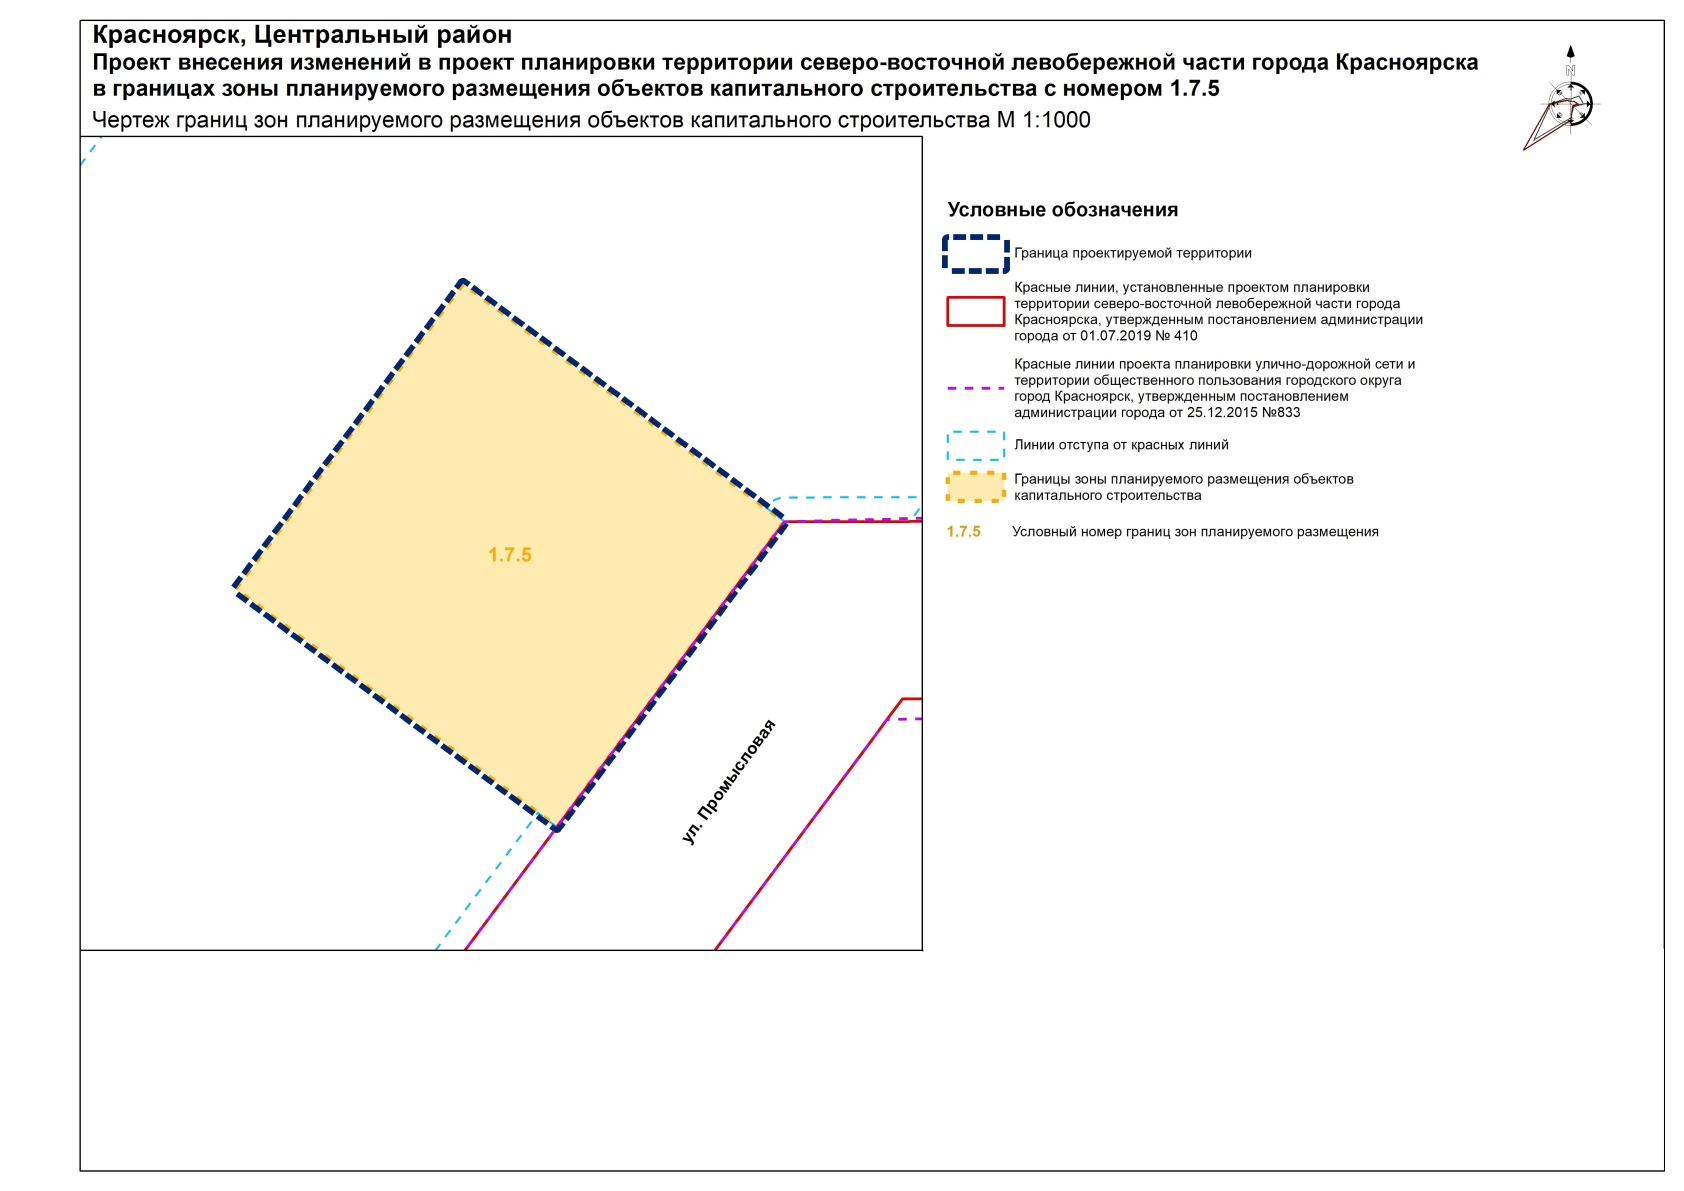 Красноярск, Центральный район
Проект внесения изменений в проект планировки территории северо-восточной левобережной части города Красноярска
в границах зоны планируемого размещения объектов капитального строительства с номером 1.7.5
Чертеж границ зон планируемого размещения объектов капитального строительства М 1:1000
N
Условные обозначения
Граница проектируемой территории
Красные линии, установленные проектом планировки
территории северо-восточной левобережной части города
Красноярска, утвержденным постановлением администрации
города от 01.07.2019 № 410
Красные линии проекта планировки улично-дорожной сети и
территории общественного пользования городского округа
город Красноярск, утвержденным постановлением
администрации города от 25.12.2015 №833
Линии отступа от красных линий
Границы зоны планируемого размещения объектов
капитального строительства
1.7.5 Условный номер границ зон планируемого размещения
1.7.5
ул. Промысловая